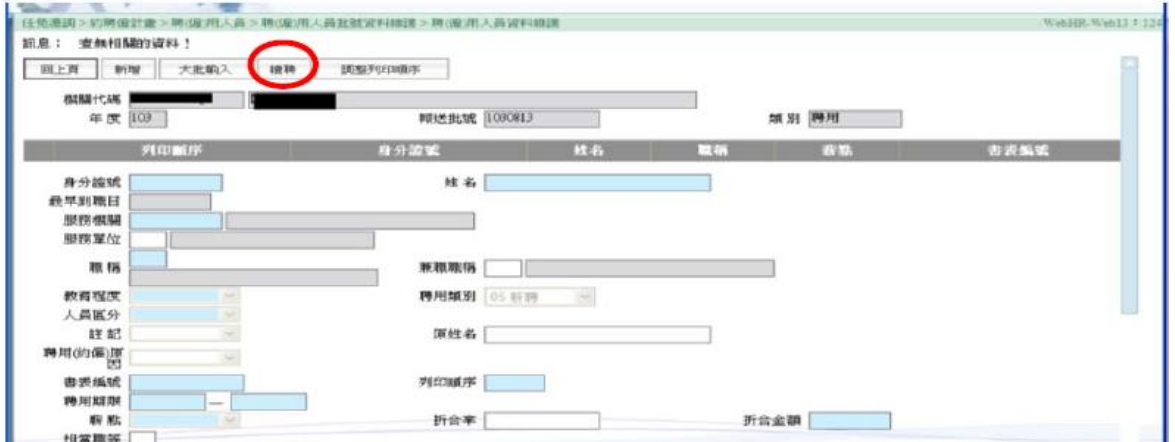 任免遷調 > 約聘僱計畫 > 聘(僱)用人員 > 聘(僱)用人員批號資料維護 > 聘(僱)用人員資料維護 WebHR-Web13：124
訊息： 查無相關的資料！
回上頁 新增 大批輸入 續聘 調整列印順序
機關代碼
年度 103 報送批號 1030813 類別 聘用
列印順序 身分證號 姓名 職稱 薪點 書表編號
身分證號 姓名
最早到職日
服務機關
服務單位
職稱 兼職職稱
教育程度 聘用類別 05 新聘
人員區分
註記 原姓名
聘用(約僱)原因
書表編號 列印順序
聘用期限 —
薪點 折合率 折合金額
相當職等